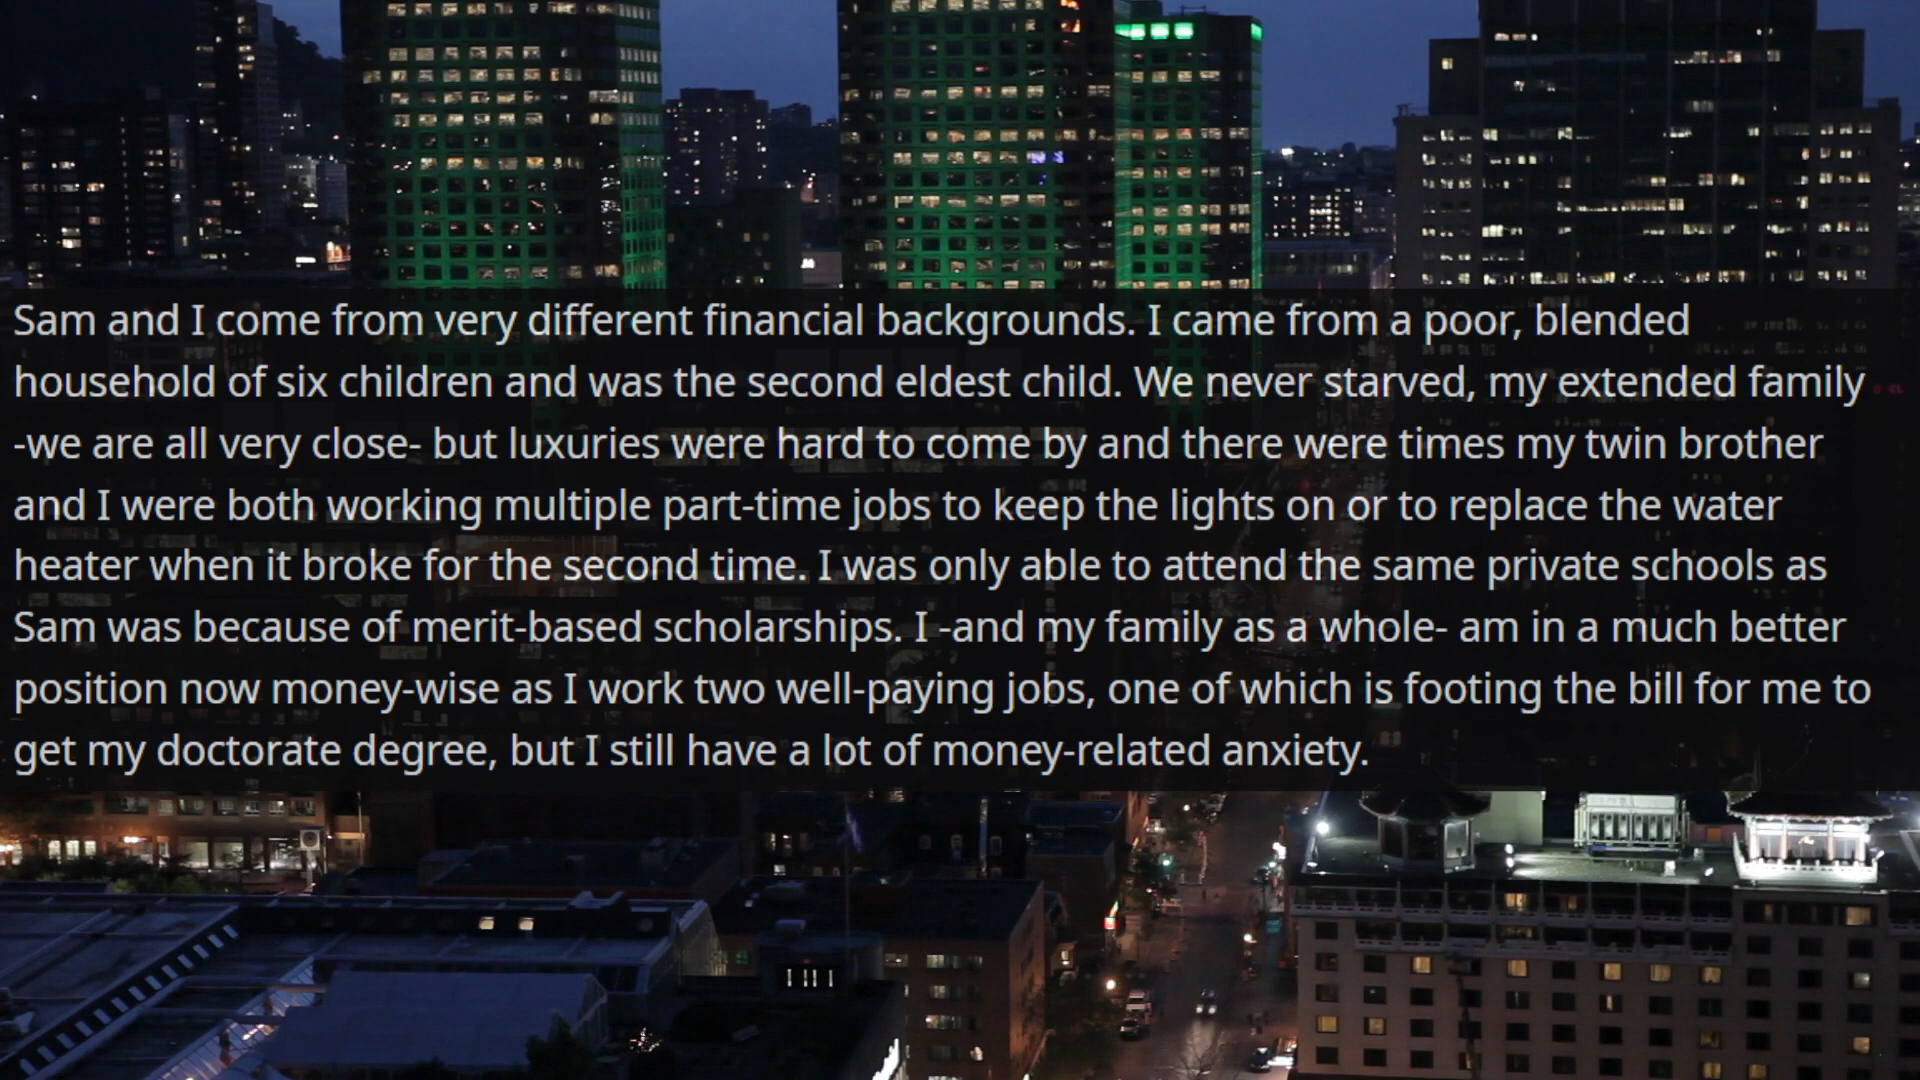 Sam and I come from very different financial backgrounds. I came from a poor, blended
household of six children and was the second eldest child. We never starved, my extended family
-we are all very close- but luxuries were hard to come by and there were times my twin brother
and I were both working multiple part-time jobs to keep the lights on or to replace the water
heater when it broke for the second time. I was only able to attend the same private schools as
Sam was because of merit-based scholarships. I -and my family as a whole- am in a much better
position now money-wise as I work two well-paying jobs, one of which is footing the bill for me to
get my doctorate degree, but I still have a lot of money-related anxiety.